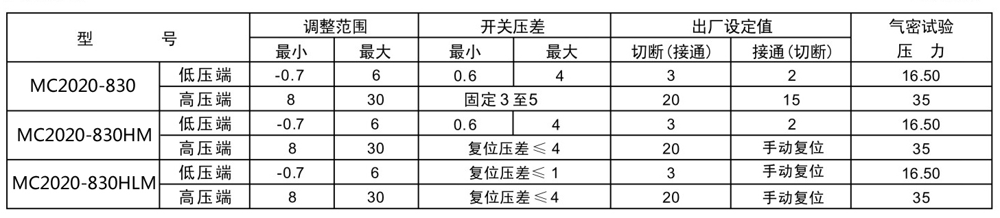 型 号 调整范围 开关压差 出厂设定值 气密试验
最小 最大 最小 最大 切断(接通) 接通(切断) 压 力
MC2020-830 低压端 -0.7 6 0.6 4 3 2 16.50
高压端 8 30 固定3至5 20 15 35
MC2020-830HM 低压端 -0.7 6 0.6 4 3 2 16.50
高压端 8 30 复位压差≤4 20 手动复位 35
MC2020-830HLM 低压端 -0.7 6 复位压差≤1 3 手动复位 16.50
高压端 8 30 复位压差≤4 20 手动复位 35